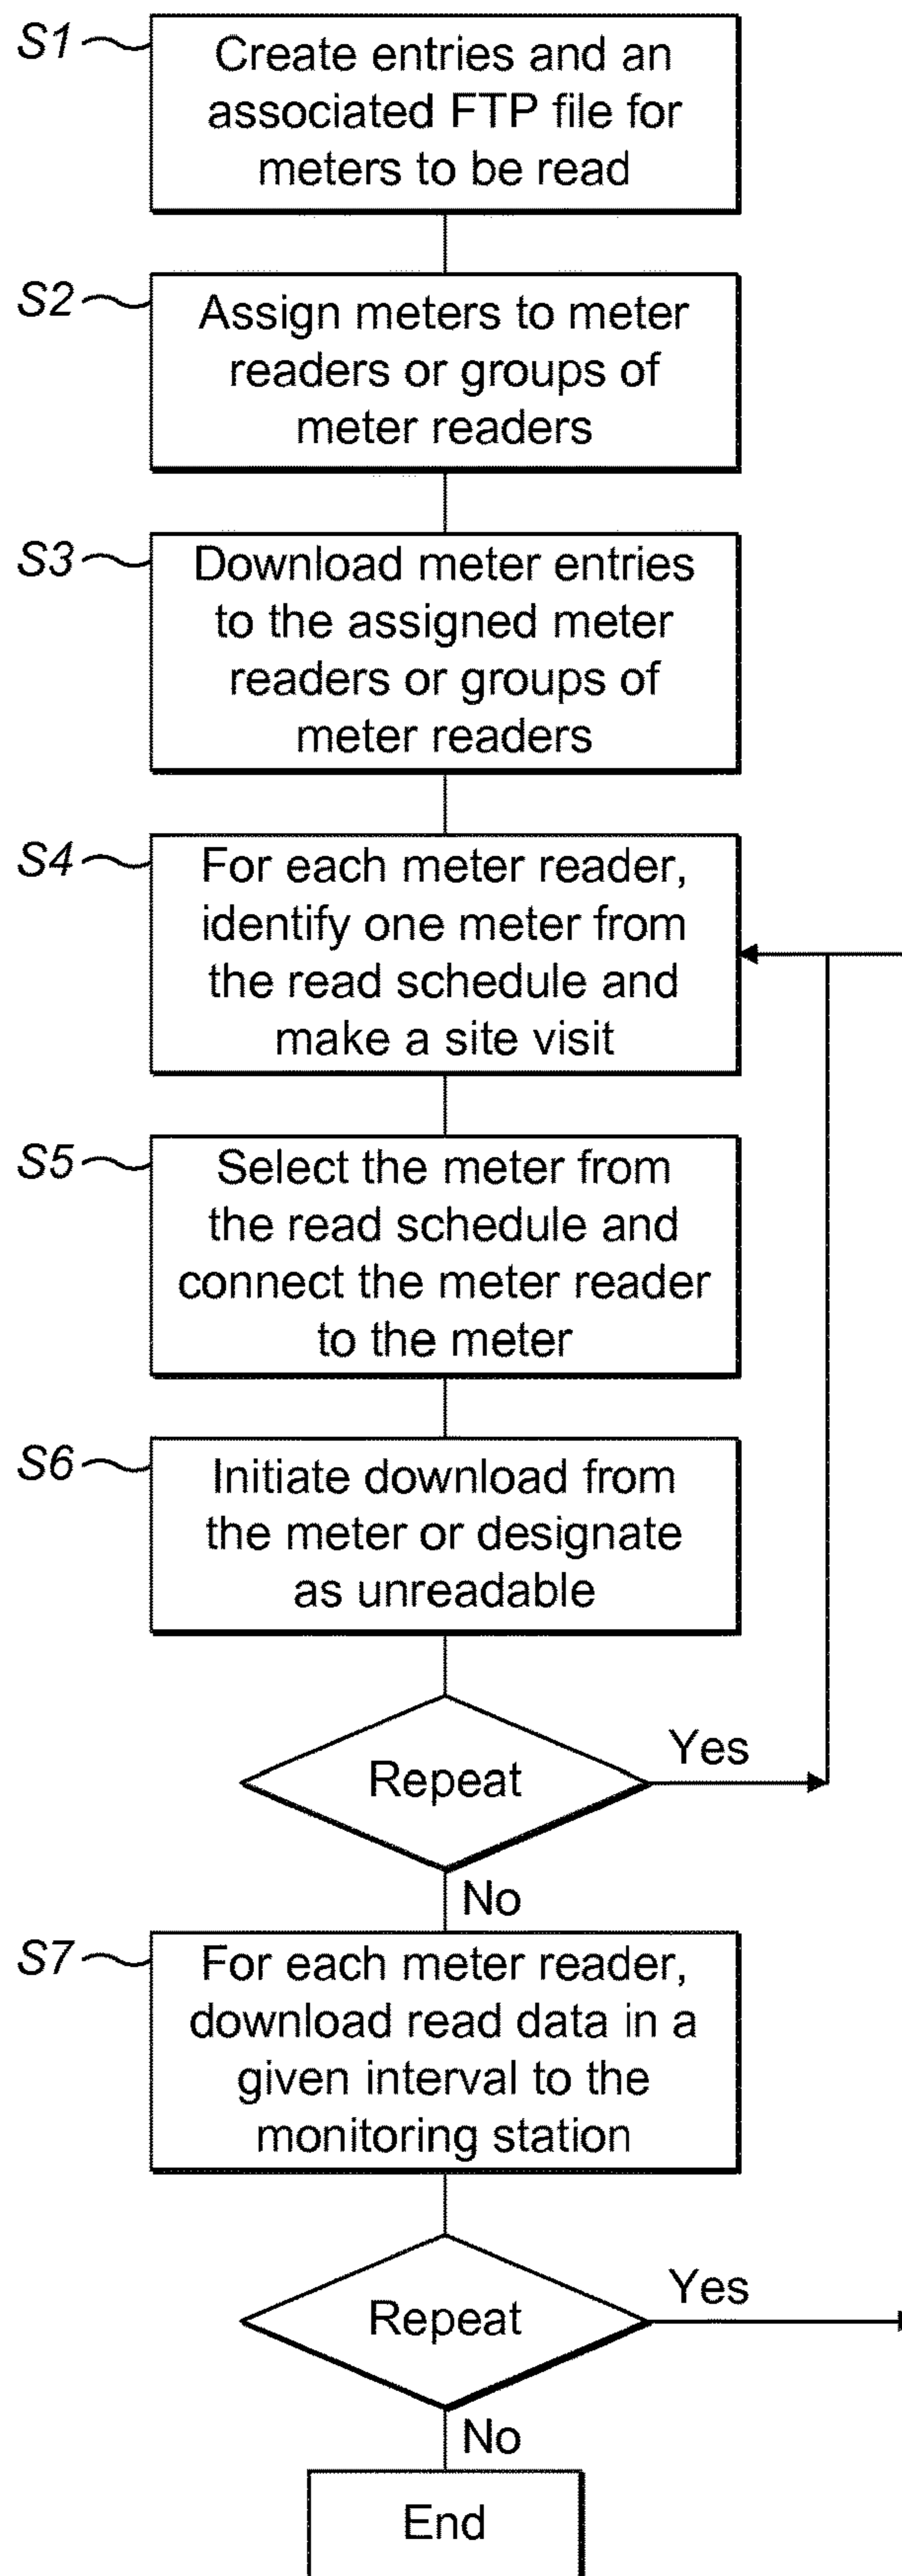 S1
Create entries and an
associated FTP file for
meters to be read
S2
Assign meters to meter
readers or groups of
meter readers
S3
Download meter entries
to the assigned meter
readers or groups of
meter readers
S4
For each meter reader,
identify one meter from
the read schedule and
make a site visit
S5
Select the meter from
the read schedule and
connect the meter reader
to the meter
S6
Initiate download from
the meter or designate
as unreadable
Repeat
Yes
No
S7
For each meter reader,
download read data in a
given interval to the
monitoring station
Repeat
Yes
No
End